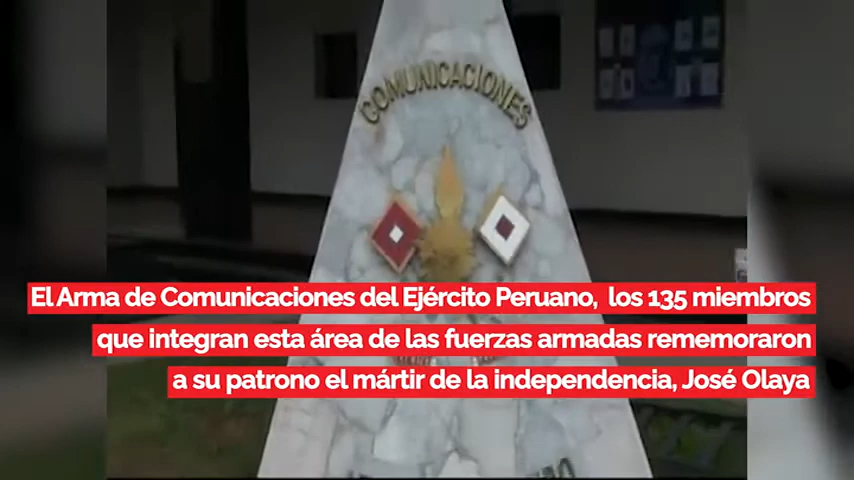 COMUNICACIONES
El Arma de Comunicaciones del Ejército Peruano, los 135 miembros
que integran esta área de las fuerzas armadas rememoraron
a su patrono el mártir de la independencia, José Olaya